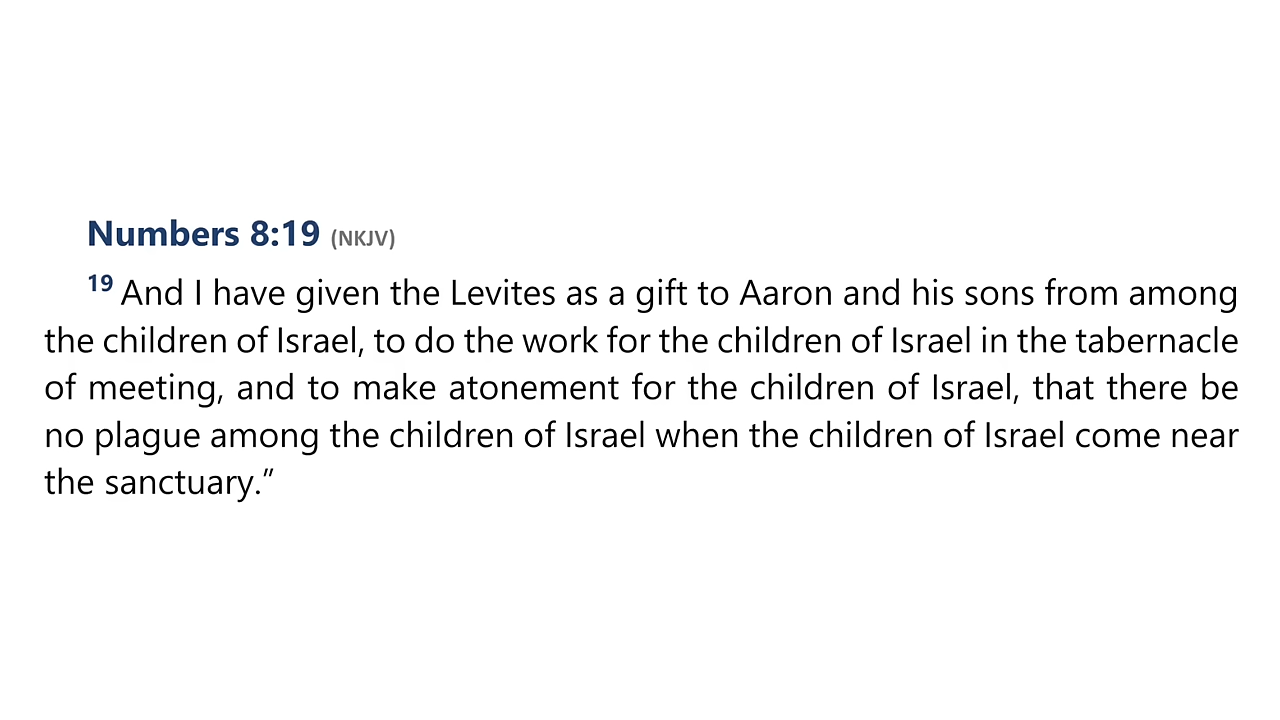 Numbers 8:19 (NKJV)
19 And I have given the Levites as a gift to Aaron and his sons from among
the children of Israel, to do the work for the children of Israel in the tabernacle
of meeting, and to make atonement for the children of Israel, that there be
no plague among the children of Israel when the children of Israel come near
the sanctuary.”